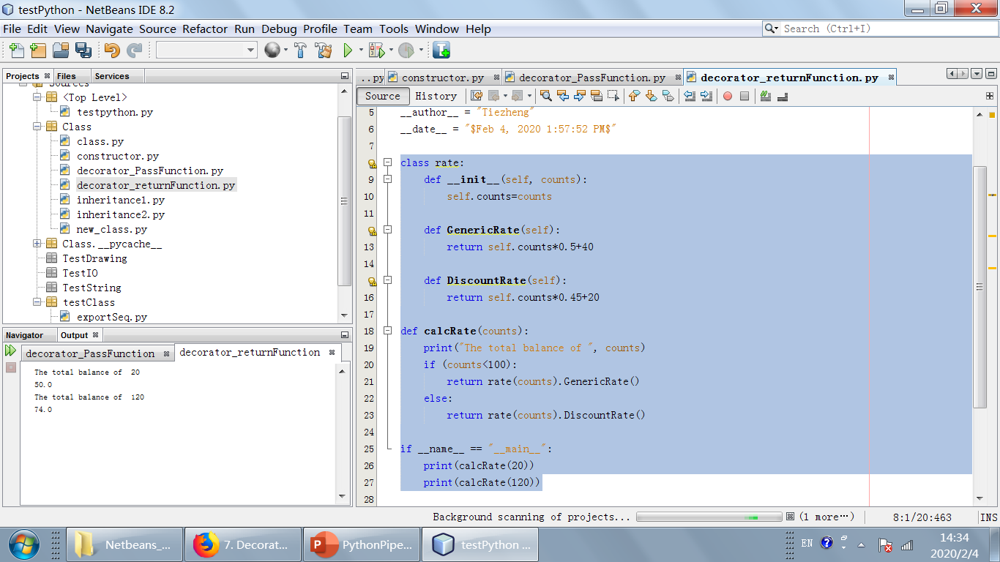 testPython - NetBeans IDE 8.2
File Edit View Navigate Source Refactor Run Debug Profile Team Tools Window Help
Search (Ctrl+I)
Projects Files Services
Sources
<Top Level>
testpython.py
Class
class.py
constructor.py
decorator_PassFunction.py
decorator_returnFunction.py
inheritance1.py
inheritance2.py
new_class.py
Class.__pycache__
TestDrawing
TestIO
TestString
testClass
exportSeq.py
Navigator Output
decorator_PassFunction decorator_returnFunction
The total balance of  20
50.0
The total balance of  120
74.0
...py constructor.py decorator_PassFunction.py decorator_returnFunction.py
Source History
5 __author__ = "Tiezheng"
6 __date__ = "$Feb 4, 2020 1:57:52 PM$"
7
class rate:
9     def __init__(self, counts):
10         self.counts=counts
11
    def GenericRate(self):
13         return self.counts*0.5+40
14
    def DiscountRate(self):
16         return self.counts*0.45+20
17
18 def calcRate(counts):
19     print("The total balance of ", counts)
20     if (counts<100):
21         return rate(counts).GenericRate()
22     else:
23         return rate(counts).DiscountRate()
24
25 if __name__ == "__main__":
26     print(calcRate(20))
27     print(calcRate(120))
28
Background scanning of projects... (1 more...) 8:1/20:463 INS
Netbeans_... 7. Decorat... PythonPipe... testPython ... EN 14:34
2020/2/4